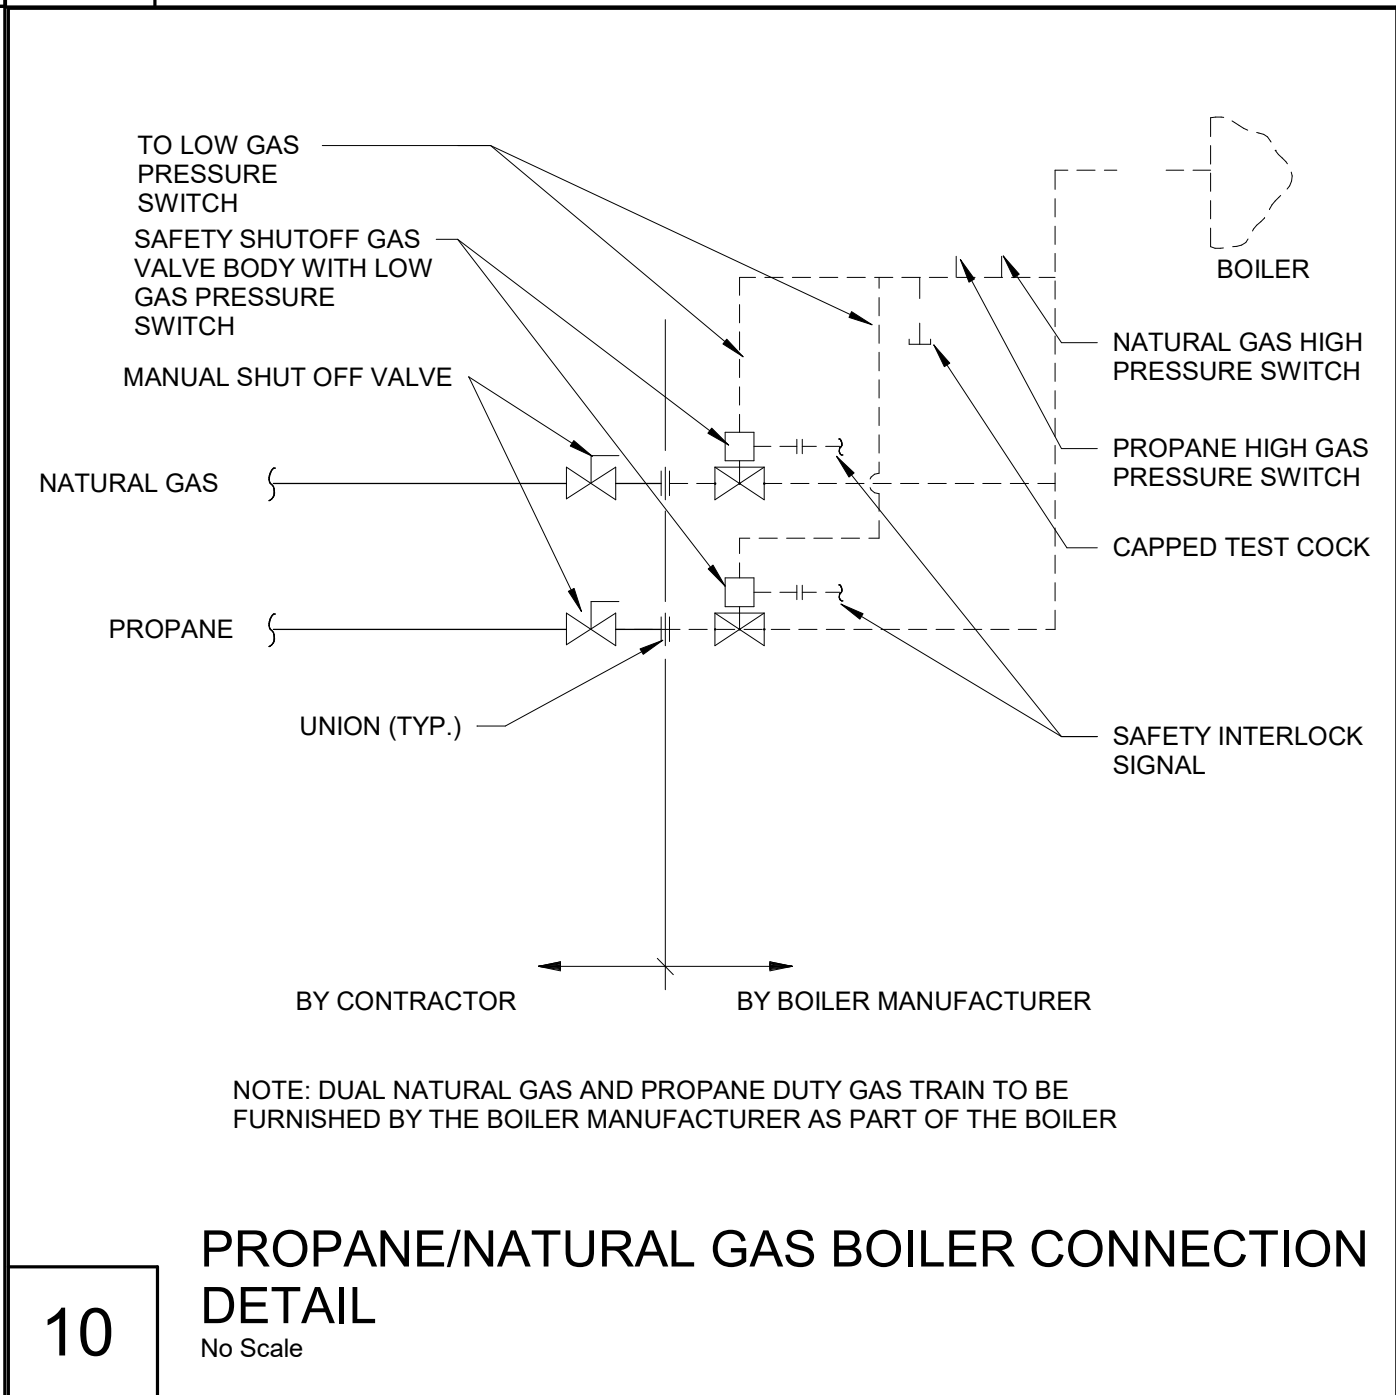 TO LOW GAS
PRESSURE
SWITCH
SAFETY SHUTOFF GAS
VALVE BODY WITH LOW
GAS PRESSURE
SWITCH
MANUAL SHUT OFF VALVE
NATURAL GAS
PROPANE
UNION (TYP.)
BOILER
NATURAL GAS HIGH
PRESSURE SWITCH
PROPANE HIGH GAS
PRESSURE SWITCH
CAPPED TEST COCK
SAFETY INTERLOCK
SIGNAL
BY CONTRACTOR
BY BOILER MANUFACTURER
NOTE: DUAL NATURAL GAS AND PROPANE DUTY GAS TRAIN TO BE
FURNISHED BY THE BOILER MANUFACTURER AS PART OF THE BOILER
PROPANE/NATURAL GAS BOILER CONNECTION
DETAIL
No Scale
10